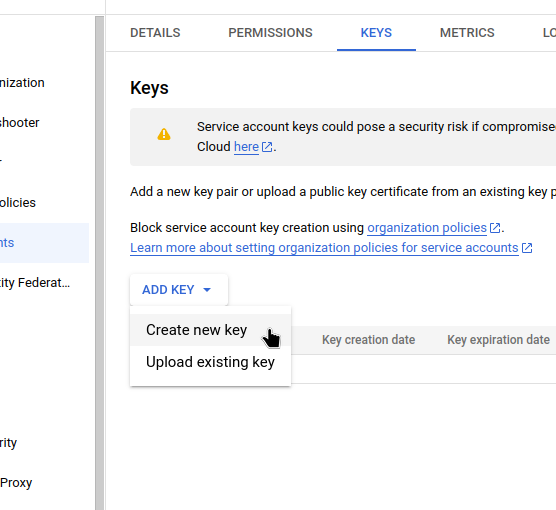 DETAILS PERMISSIONS KEYS METRICS LO
nization
shooter
olicies
nts
ity Federat...
rity
Proxy
Keys
Service account keys could pose a security risk if compromise
Cloud here.
Add a new key pair or upload a public key certificate from an existing key p
Block service account key creation using organization policies.
Learn more about setting organization policies for service accounts
ADD KEY
Create new key
Upload existing key
Key creation date Key expiration date